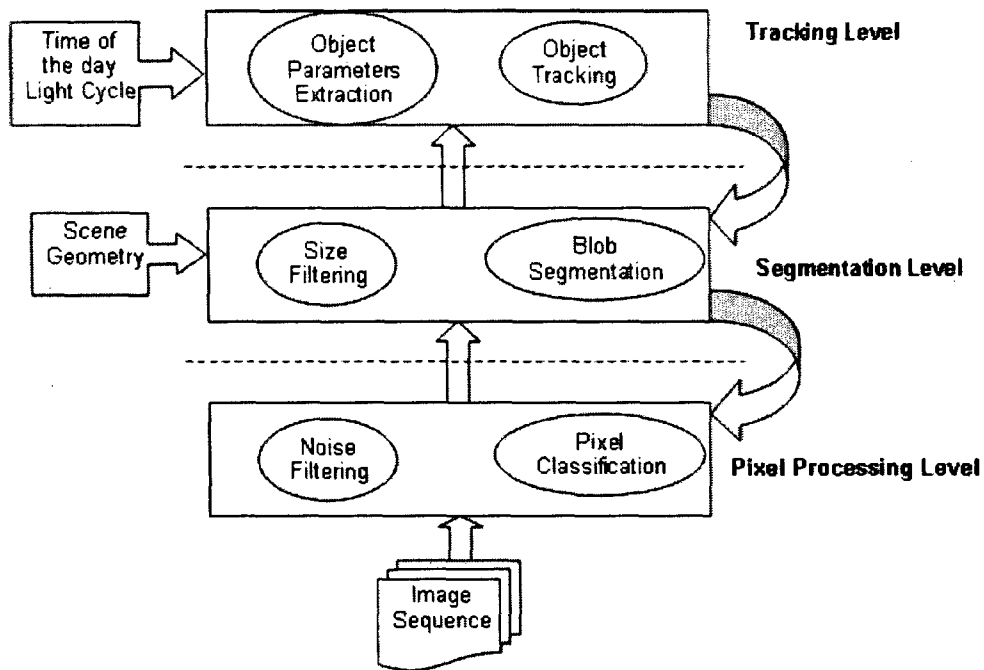 Time of
the day
Light Cycle
Object
Parameters
Extraction
Object
Tracking
Tracking Level
Scene
Geometry
Size
Filtering
Blob
Segmentation
Segmentation Level
Noise
Filtering
Pixel
Classification
Pixel Processing Level
Image
Sequence